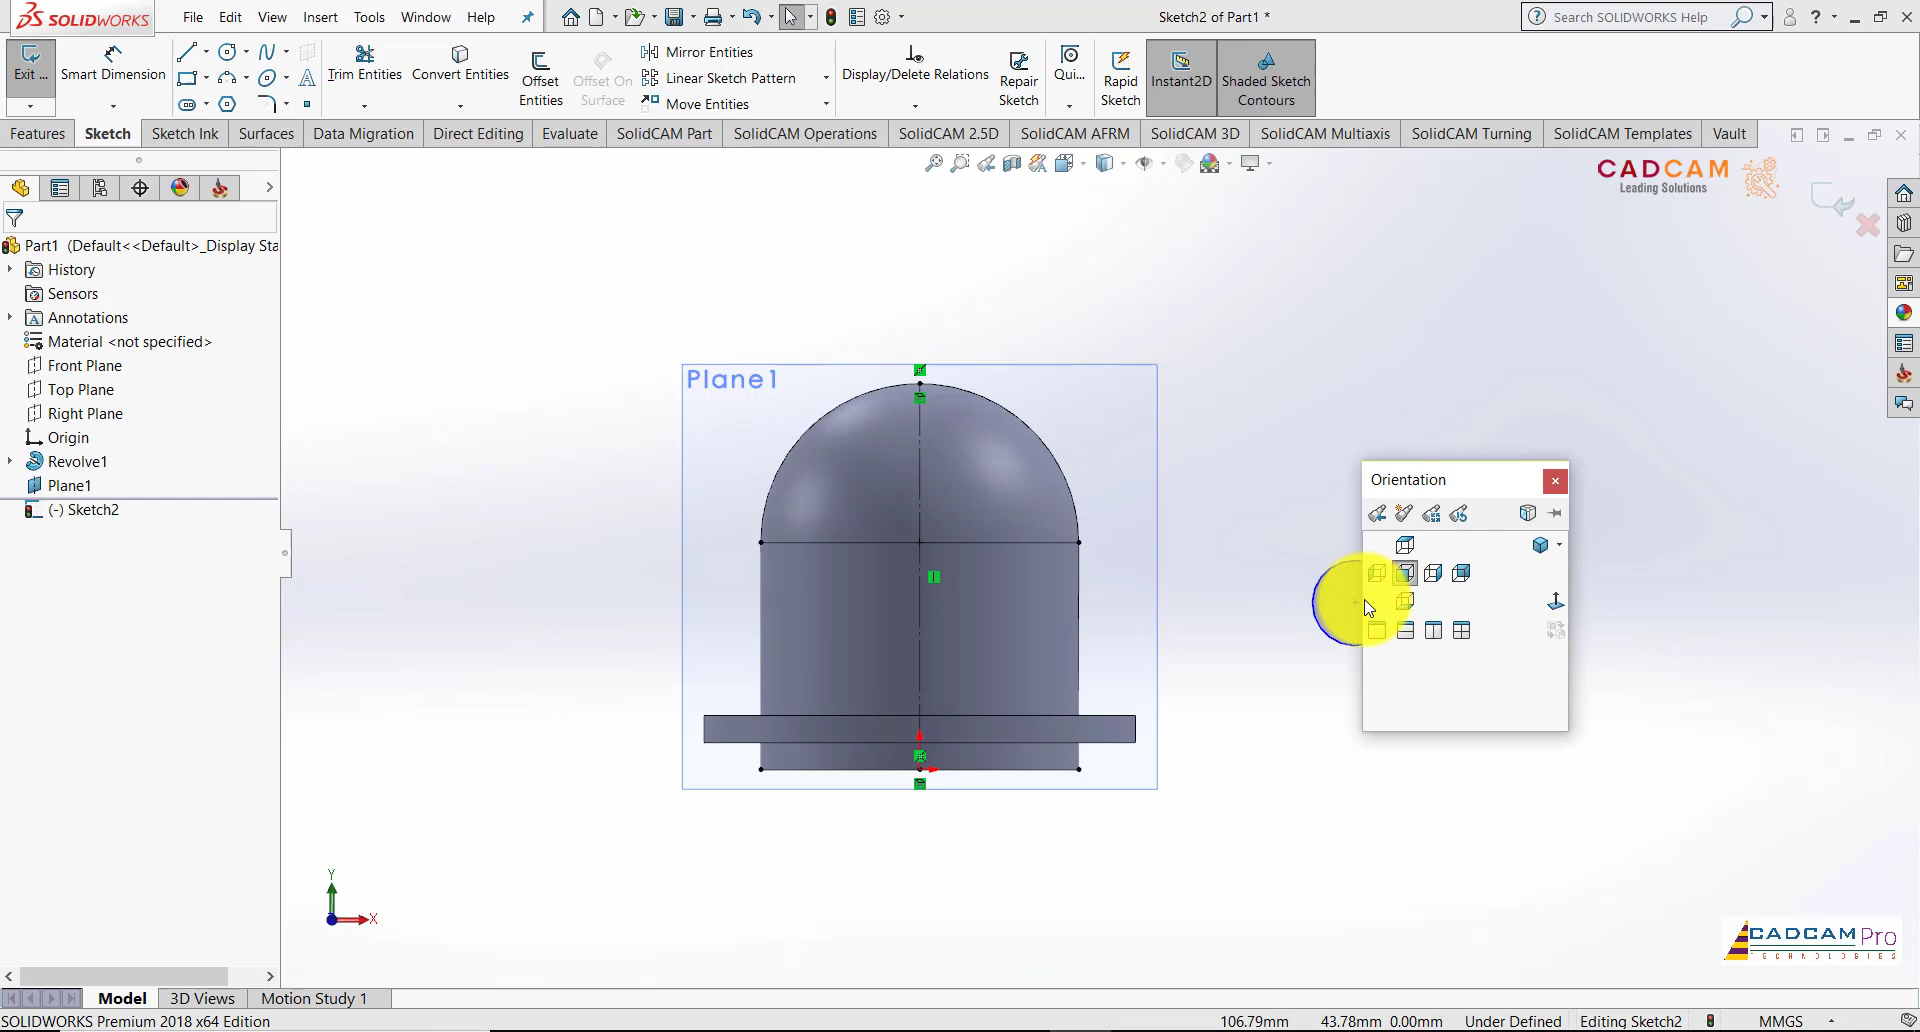 SOLIDWORKS
File Edit View Insert Tools Window Help
Sketch2 of Part1 *
Search SOLIDWORKS Help
Exit ...
Smart Dimension
Trim Entities
Convert Entities
Offset Entities
Offset On Surface
Mirror Entities
Linear Sketch Pattern
Move Entities
Display/Delete Relations
Repair Sketch
Qui...
Rapid Sketch
Instant2D
Shaded Sketch Contours
Features Sketch Sketch Ink Surfaces Data Migration Direct Editing Evaluate SolidCAM Part SolidCAM Operations SolidCAM 2.5D SolidCAM AFRM SolidCAM 3D SolidCAM Multiaxis SolidCAM Turning SolidCAM Templates Vault
CADCAM
Leading Solutions
Part1 (Default<<Default>_Display Sta
History
Sensors
Annotations
Material <not specified>
Front Plane
Top Plane
Right Plane
Origin
Revolve1
Plane1
(-) Sketch2
Plane1
Orientation
Y
X
CADCAM Pro
TECHNOLOGIES
Model 3D Views Motion Study 1
SOLIDWORKS Premium 2018 x64 Edition
106.79mm 43.78mm 0.00mm Under Defined Editing Sketch2 MMGS